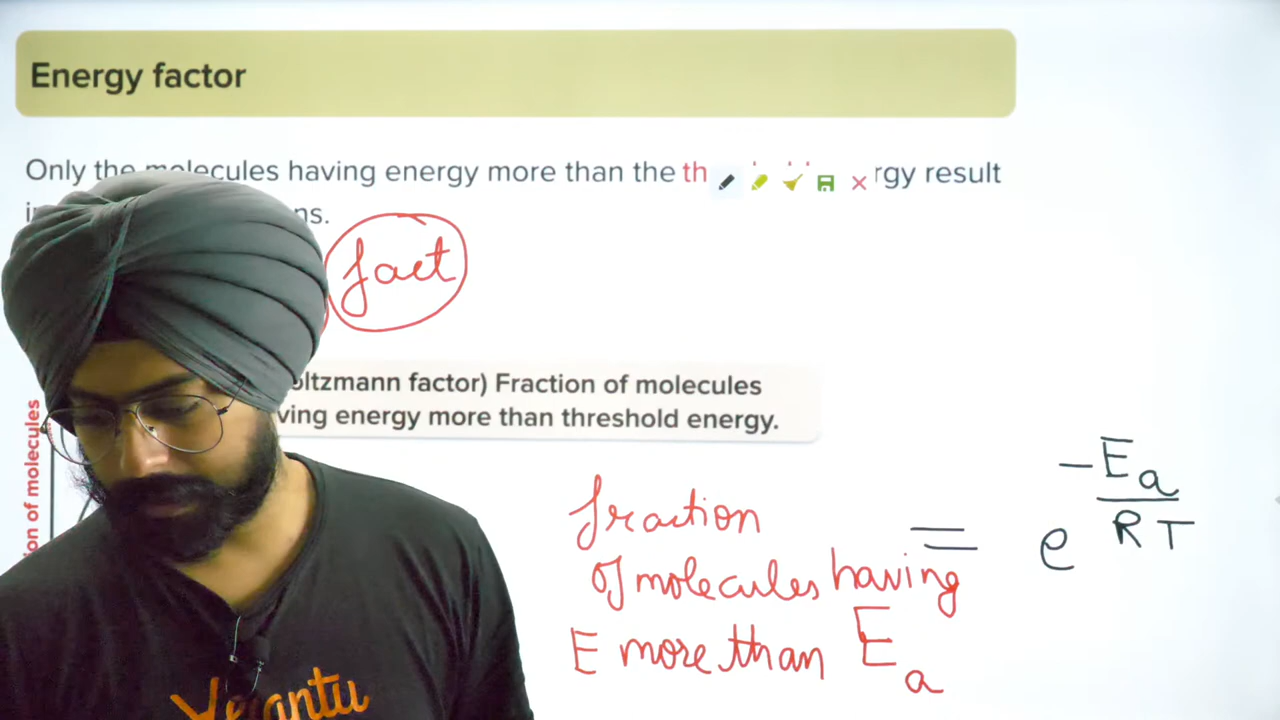 Energy factor
Only the molecules having energy more than the th rgy result
ns.
fact
oltzmann factor) Fraction of molecules
ving energy more than threshold energy.
on of molecules
fraction
Of molecules having
E more than Ea
= e -Ea
RT
Vedantu